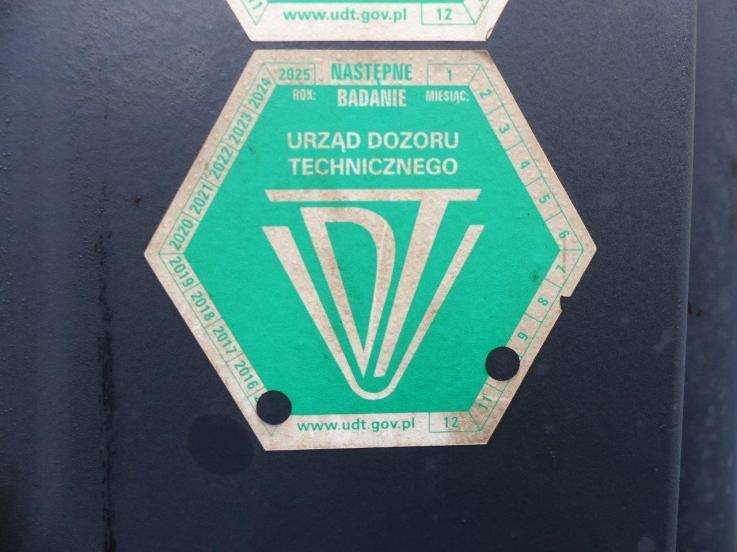 www.udt.gov.pl 12
2025 NASTĘPNE 1
ROK: BADANIE MIESIĄC:
URZĄD DOZORU
TECHNICZNEGO
UDT
2024
2023
2022
2021
2020
2019
2018
2017
2016
2
3
4
5
6
7
8
9
11
www.udt.gov.pl 12